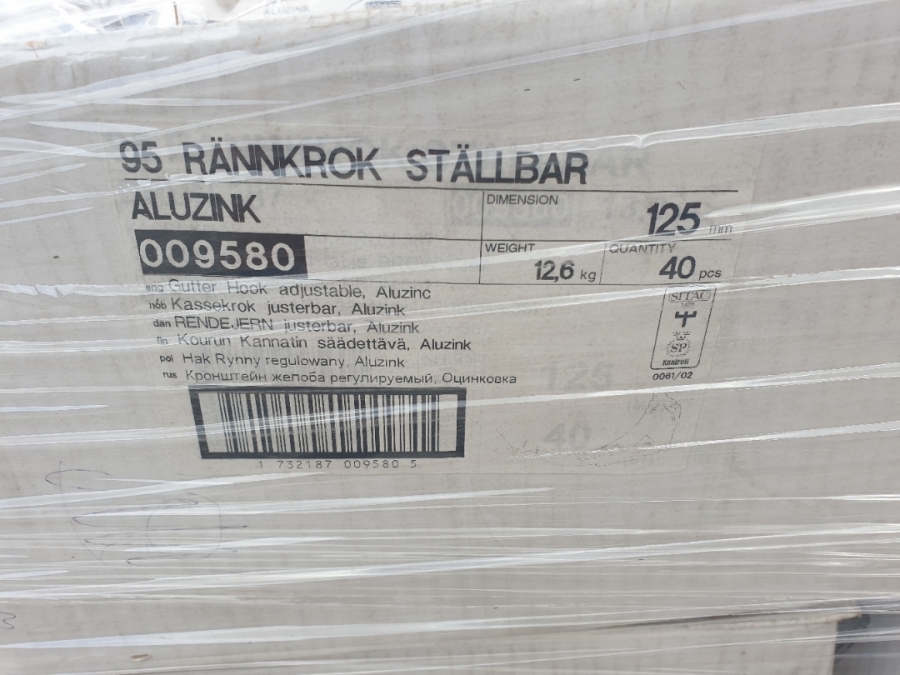 95 RÄNNKROK STÄLLBAR
ALUZINK
DIMENSION
125 mm
009580
WEIGHT
12,6 kg
QUANTITY
40 pcs
eng Gutter Hook adjustable, Aluzinc
nob Kassekrok justerbar, Aluzink
dan RENDEJERN justerbar, Aluzink
fin Kourun Kannatin säädettävä, Aluzink
pol Hak Rynny regulowany, Aluzink
rus Кронштейн желоба регулируемый, Оцинковка
SITAC
SP
Kontroll
0061/02
1 732187 009580 5